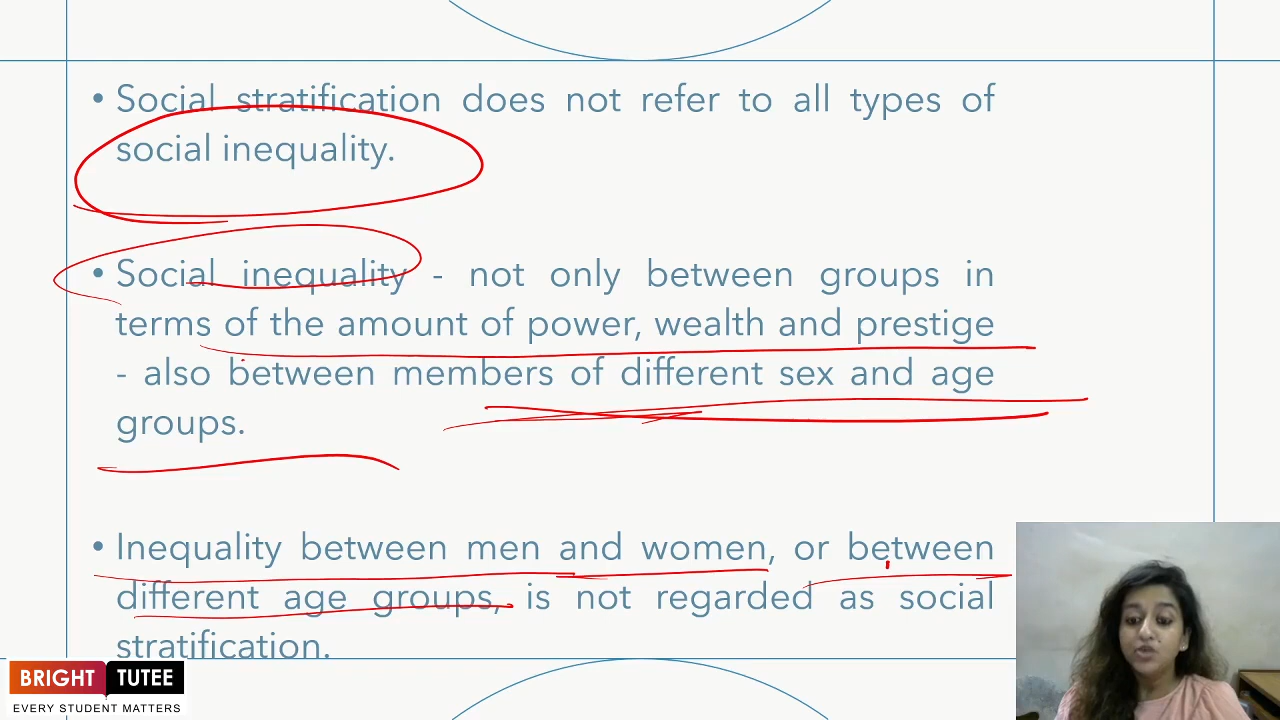 • Social stratification does not refer to all types of
social inequality.
• Social inequality - not only between groups in
terms of the amount of power, wealth and prestige
- also between members of different sex and age
groups.
• Inequality between men and women, or between
different age groups, is not regarded as social
stratification.
BRIGHT TUTEE
EVERY STUDENT MATTERS